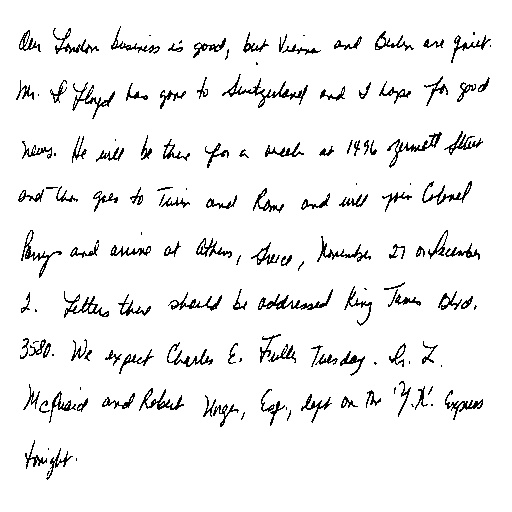 Our London business is good, but Vienna and Berlin are quiet.
Mr. D Lloyd has gone to Switzerland and I hope for good
news. He will be there for a week at 1496 Zermott Street
and then goes to Turin and Rome and will join Colonel
Parry and arrive at Athens, Greece, November 27 or December
2. Letters there should be addressed King James Blvd.
3580. We expect Charles E. Fuller Tuesday. Dr. L.
McQuaid and Robert Unger, Esq., left on the 'Y.X'. Express
tonight.